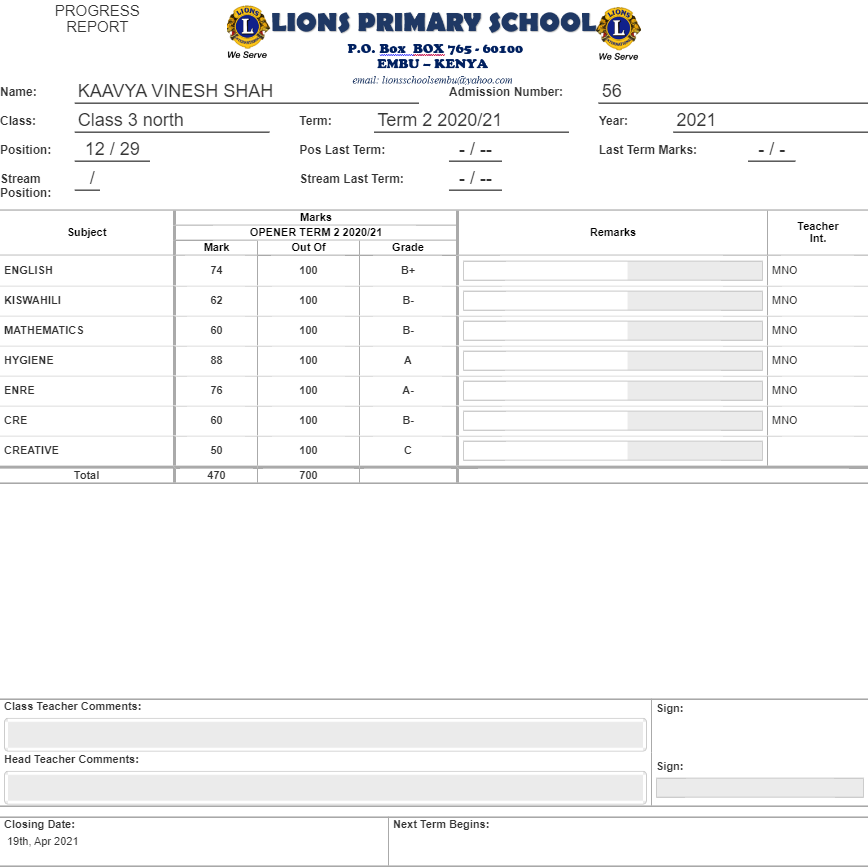 PROGRESS
REPORT
LIONS
L
INTERNATIONAL
We Serve
LIONS PRIMARY SCHOOL
P.O. Box BOX 765 - 60100
EMBU – KENYA
email: lionsschoolsembu@yahoo.com
LIONS
L
INTERNATIONAL
We Serve
Name: KAAVYA VINESH SHAH Admission Number: 56
Class: Class 3 north Term: Term 2 2020/21 Year: 2021
Position: 12 / 29 Pos Last Term: - / -- Last Term Marks: - / -
Stream Position: / Stream Last Term: - / --
Subject Marks Remarks Teacher Int.
OPENER TERM 2 2020/21
Mark Out Of Grade
ENGLISH 74 100 B+ MNO
KISWAHILI 62 100 B- MNO
MATHEMATICS 60 100 B- MNO
HYGIENE 88 100 A MNO
ENRE 76 100 A- MNO
CRE 60 100 B- MNO
CREATIVE 50 100 C
Total 470 700
Class Teacher Comments: Sign:
Head Teacher Comments: Sign:
Closing Date: Next Term Begins:
19th, Apr 2021